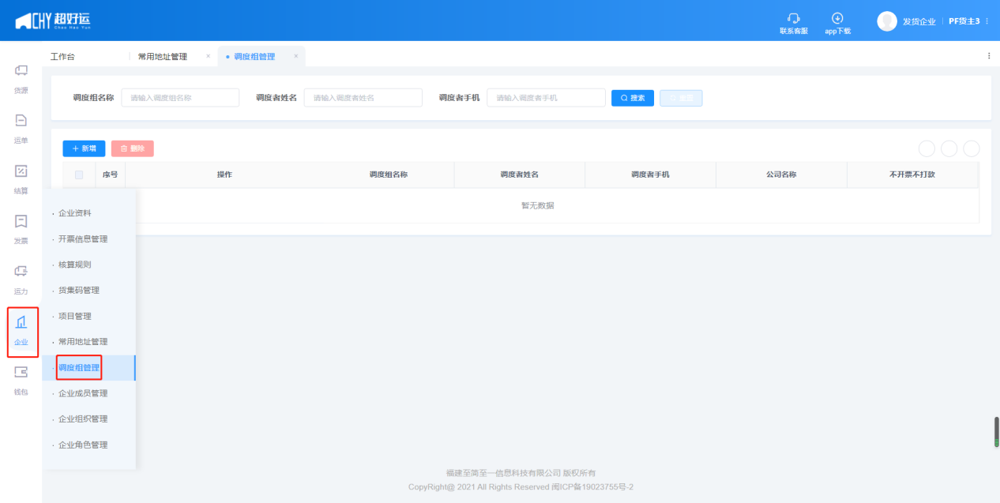 CHY 超好运
Chao Hao Yun
联系客服
app下载
发货企业
PF货主3
工作台
常用地址管理 ×
调度组管理 ×
货源
运单
结算
发票
运力
企业
钱包
调度组名称 请输入调度组名称
调度者姓名 请输入调度者姓名
调度者手机 请输入调度者手机
搜索
+ 新增
删除
序号 操作 调度组名称 调度者姓名 调度者手机 公司名称 不开票不打款
暂无数据
· 企业资料
· 开票信息管理
· 核算规则
· 货集码管理
· 项目管理
· 常用地址管理
· 调度组管理
· 企业成员管理
· 企业组织管理
· 企业角色管理
福建至简至一信息科技有限公司 版权所有
CopyRight@ 2021 All Rights Reserved 闽ICP备19023755号-2